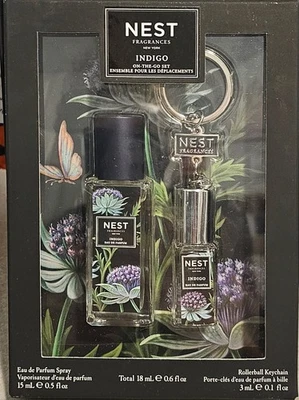 NEST
FRAGRANCES
NEW YORK
INDIGO
ON-THE-GO SET
ENSEMBLE POUR LES DÉPLACEMENTS
NEST
FRAGRANCES
NEST
FRAGRANCES
INDIGO
EAU DE PARFUM
NEST
FRAGRANCES
INDIGO
Eau de Parfum Spray
Vaporisateur d'eau de parfum
15 mL ℮ 0.5 fl oz
Total 18 mL ℮ 0.6 fl oz
Rollerball Keychain
Porte-clés d'eau de parfum à bille
3 mL ℮ 0.1 fl oz